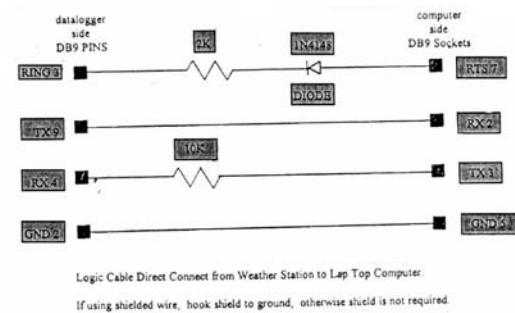 datalogger
side
DB9 PINS
computer
side
DB9 Sockets
2K
1N4148
RING 3
RTS 7
DIODE
TX 9
RX 2
10K
RX 4
TX 3
GND 2
GND 5
Logic Cable Direct Connect from Weather Station to Lap Top Computer.
If using shielded wire, hook shield to ground, otherwise shield is not required.